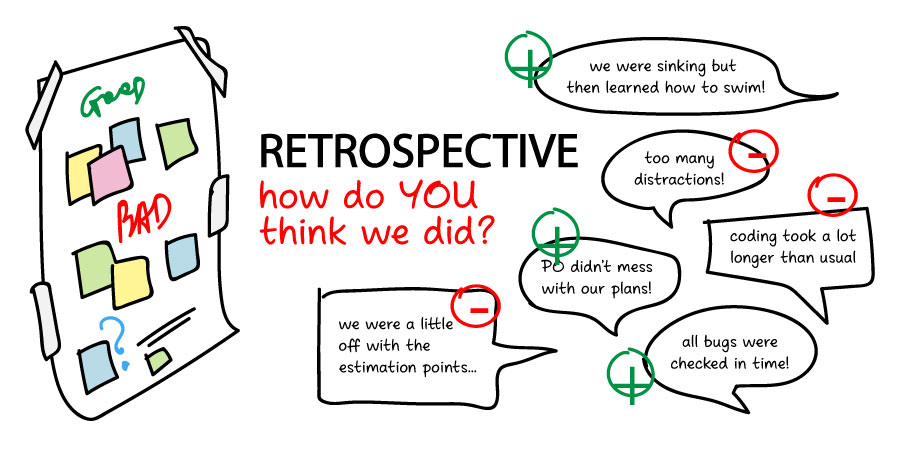 GOOD
BAD
?
RETROSPECTIVE
how do YOU
think we did?
+
we were sinking but
then learned how to swim!
-
too many
distractions!
-
coding took a lot
longer than usual
+
PO didn't mess
with our plans!
-
we were a little
off with the
estimation points...
+
all bugs were
checked in time!